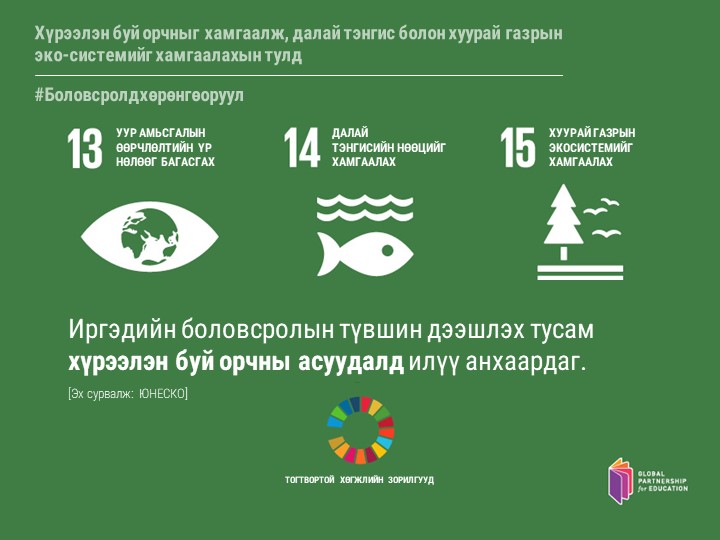 Хүрээлэн буй орчныг хамгаалж, далай тэнгис болон хуурай газрын
эко-системийг хамгаалахын тулд
#Боловсролдхөрөнгөоруул
13 УУР АМЬСГАЛЫН
ӨӨРЧЛӨЛТИЙН ҮР
НӨЛӨӨГ БАГАСГАХ
14 ДАЛАЙ
ТЭНГИСИЙН НӨӨЦИЙГ
ХАМГААЛАХ
15 ХУУРАЙ ГАЗРЫН
ЭКОСИСТЕМИЙГ
ХАМГААЛАХ
Иргэдийн боловсролын түвшин дээшлэх тусам
хүрээлэн буй орчны асуудалд илүү анхаардаг.
[Эх сурвалж: ЮНЕСКО]
ТОГТВОРТОЙ ХӨГЖЛИЙН ЗОРИЛГУУД
GLOBAL
PARTNERSHIP
for EDUCATION